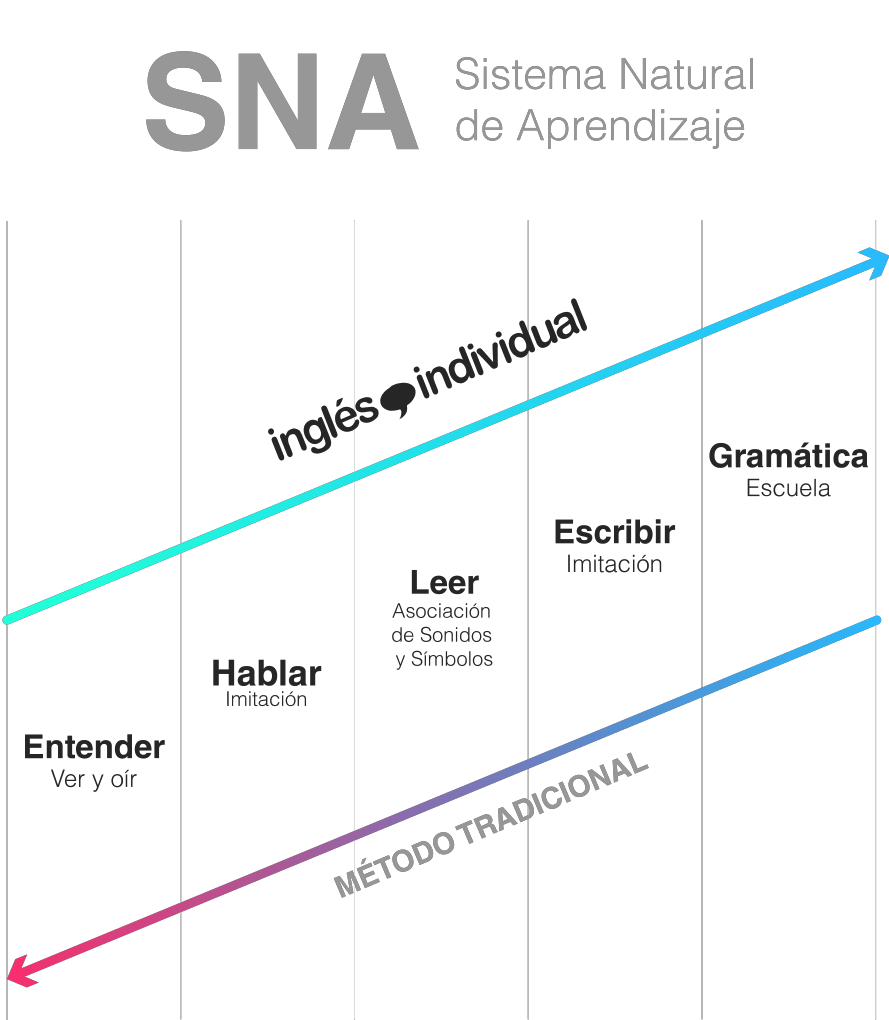 SNA
Sistema Natural
de Aprendizaje
inglés individual
Gramática
Escuela
Escribir
Imitación
Leer
Asociación
de Sonidos
y Símbolos
Hablar
Imitación
Entender
Ver y oír
MÉTODO TRADICIONAL